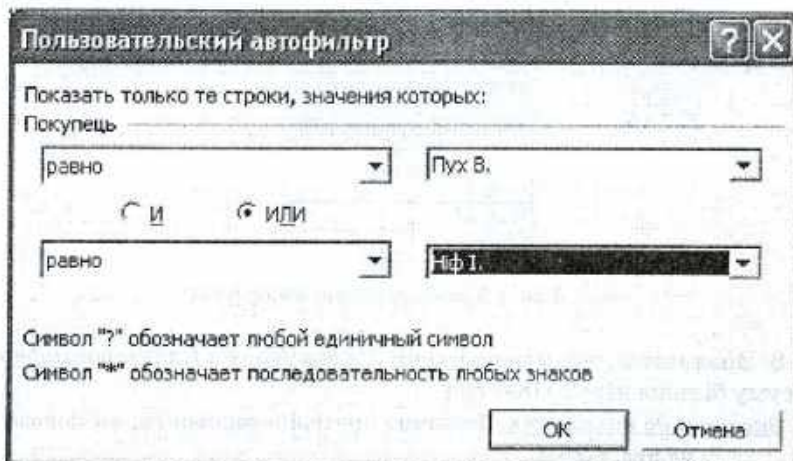 Пользовательский автофильтр
Показать только те строки, значения которых:
Покупець
равно Пух В.
И ИЛИ
равно
Символ "?" обозначает любой единичный символ
Символ "*" обозначает последовательность любых знаков
ОК Отмена